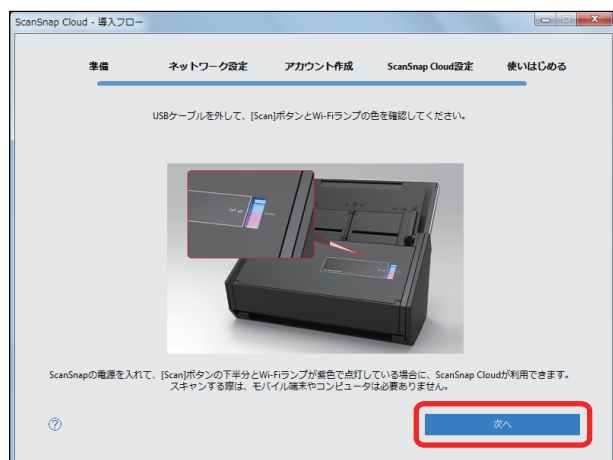 ScanSnap Cloud - 導入フロー
準備 ネットワーク設定 アカウント作成 ScanSnap Cloud設定 使いはじめる
USBケーブルを外して、[Scan]ボタンとWi-Fiランプの色を確認してください。
ScanSnapの電源を入れて、[Scan]ボタンの下半分とWi-Fiランプが紫色で点灯している場合に、ScanSnap Cloudが利用できます。
スキャンする際は、モバイル端末やコンピュータは必要ありません。
?
次へ